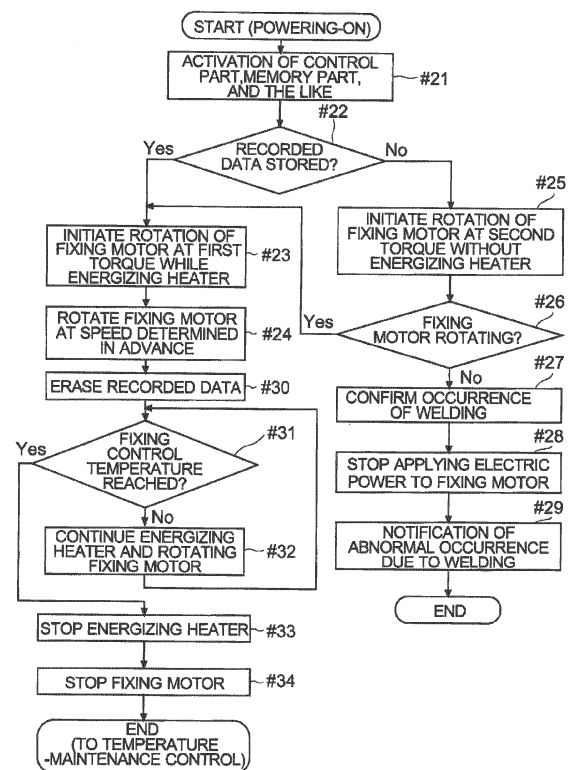 START (POWERING-ON)
ACTIVATION OF CONTROL
PART,MEMORY PART,
AND THE LIKE
#21
#22
RECORDED
DATA STORED?
Yes
No
#25
INITIATE ROTATION OF
FIXING MOTOR AT FIRST
TORQUE WHILE
ENERGIZING HEATER
#23
INITIATE ROTATION OF
FIXING MOTOR AT SECOND
TORQUE WITHOUT
ENERGIZING HEATER
ROTATE FIXING MOTOR
AT SPEED DETERMINED
IN ADVANCE
#24
#26
Yes
FIXING
MOTOR ROTATING?
No
ERASE RECORDED DATA
#30
#27
CONFIRM OCCURRENCE
OF WELDING
#31
Yes
FIXING
CONTROL
TEMPERATURE
REACHED?
No
#28
STOP APPLYING ELECTRIC
POWER TO FIXING MOTOR
CONTINUE ENERGIZING
HEATER AND ROTATING
FIXING MOTOR
#32
#29
NOTIFICATION OF
ABNORMAL OCCURRENCE
DUE TO WELDING
END
STOP ENERGIZING HEATER
#33
STOP FIXING MOTOR
#34
END
(TO TEMPERATURE
-MAINTENANCE CONTROL)